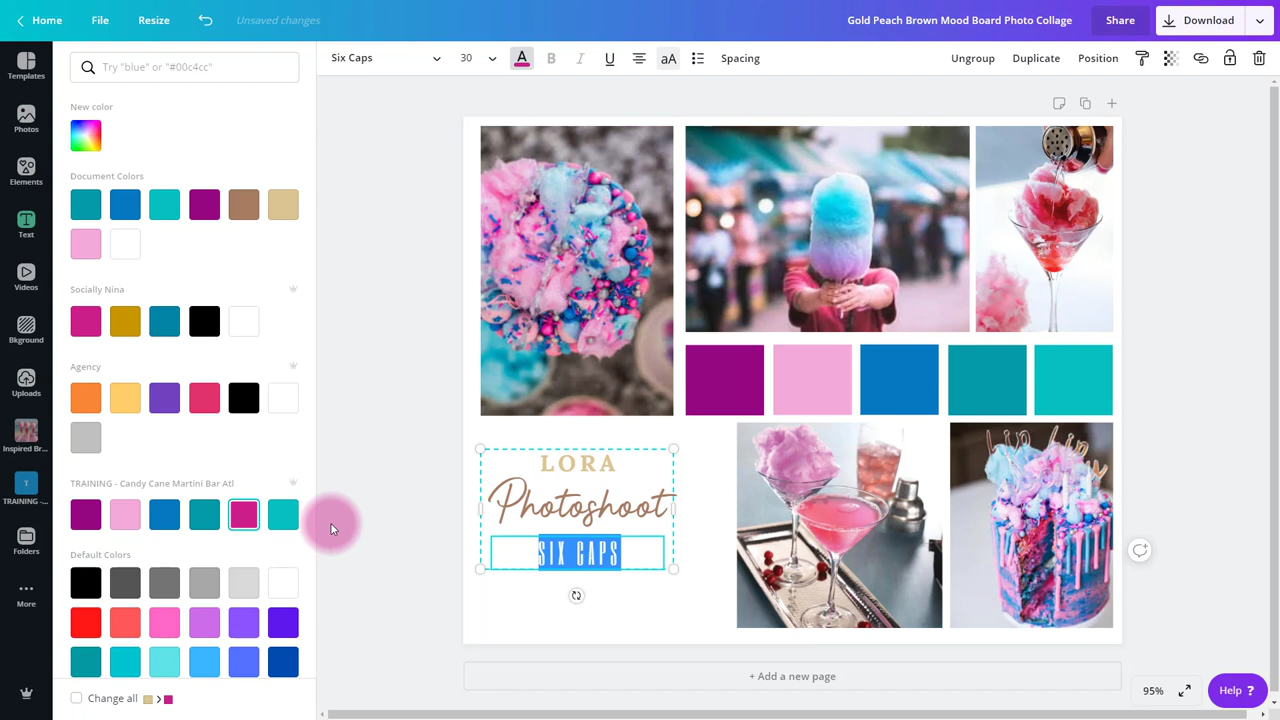 Home
File
Resize
Unsaved changes
Gold Peach Brown Mood Board Photo Collage
Share
Download
Templates
Photos
Elements
Text
Videos
Bkground
Uploads
Inspired Br...
TRAINING -...
Folders
More
Try "blue" or "#00c4cc"
New color
Document Colors
Socially Nina
Agency
TRAINING - Candy Cane Martini Bar Atl
Default Colors
Change all
Six Caps
30
A
B
I
U
aA
Spacing
Ungroup
Duplicate
Position
LORA
Photoshoot
SIX CAPS
+ Add a new page
95%
Help ?